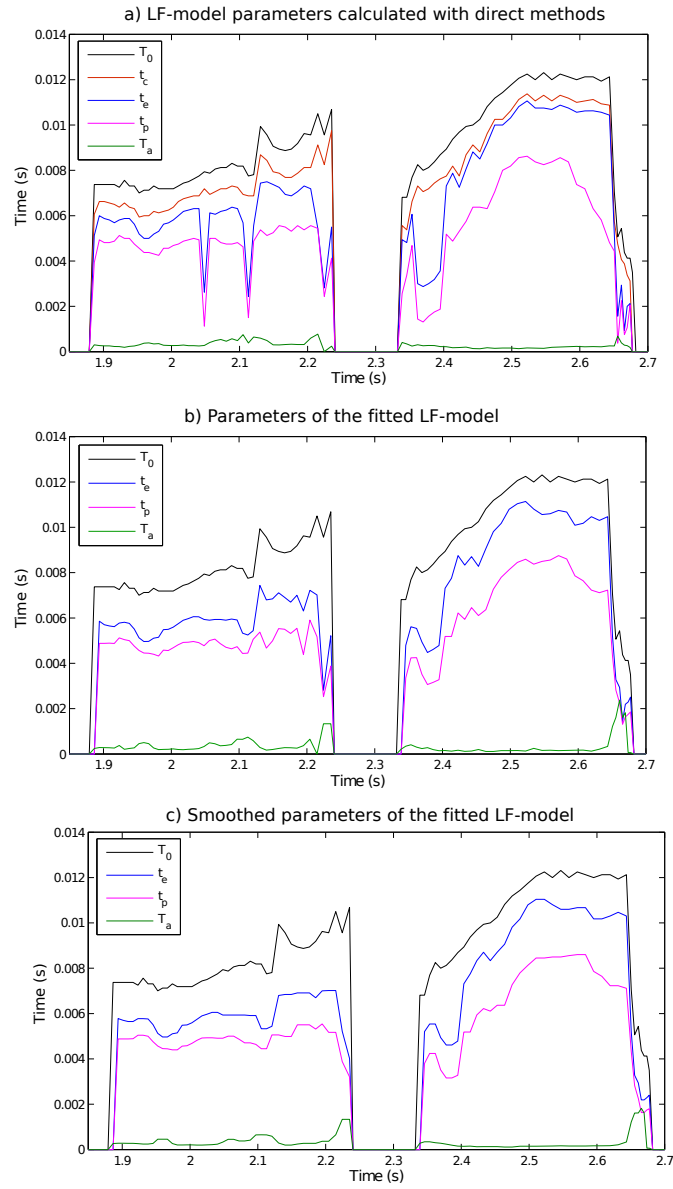 a) LF-model parameters calculated with direct methods
0.014
0.012
0.01
0.008
0.006
0.004
0.002
0
Time (s)
T0
tc
te
tp
Ta
1.9 2 2.1 2.2 2.3 2.4 2.5 2.6 2.7
Time (s)
b) Parameters of the fitted LF-model
0.014
0.012
0.01
0.008
0.006
0.004
0.002
0
Time (s)
T0
te
tp
Ta
1.9 2 2.1 2.2 2.3 2.4 2.5 2.6 2.7
Time (s)
c) Smoothed parameters of the fitted LF-model
0.014
0.012
0.01
0.008
0.006
0.004
0.002
0
Time (s)
T0
te
tp
Ta
1.9 2 2.1 2.2 2.3 2.4 2.5 2.6 2.7
Time (s)